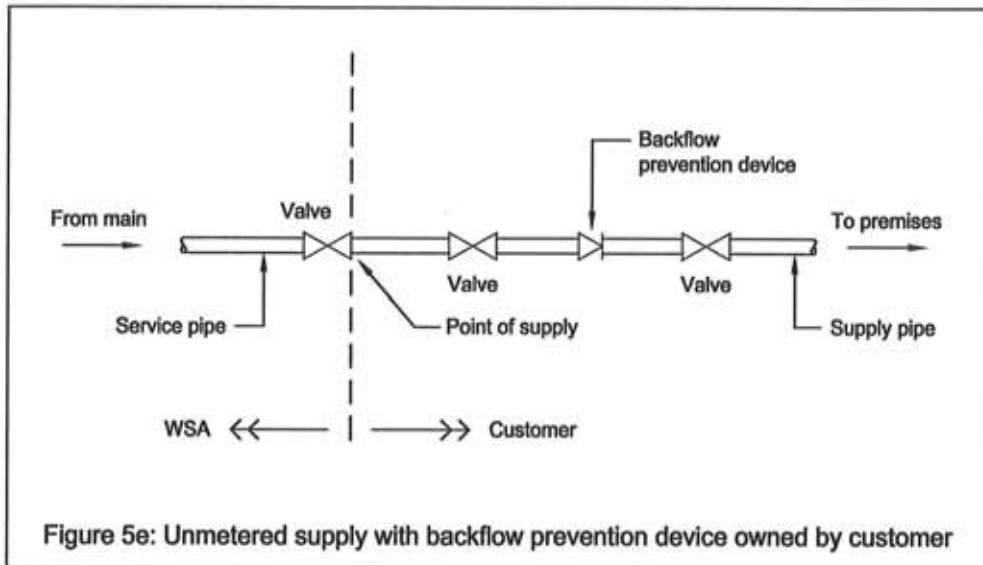 Backflow
prevention device
From main
Valve
To premises
Valve
Valve
Service pipe
Point of supply
Supply pipe
WSA
Customer
Figure 5e: Unmetered supply with backflow prevention device owned by customer